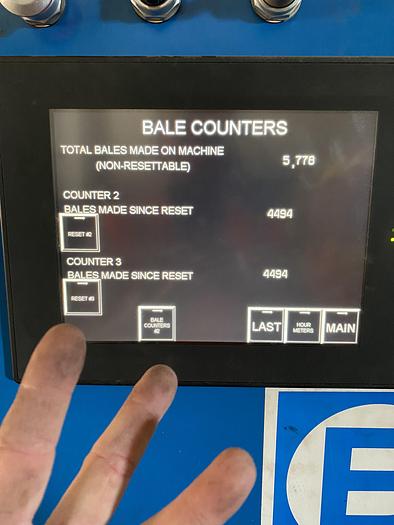 BALE COUNTERS
TOTAL BALES MADE ON MACHINE 5,778
(NON-RESETTABLE)
COUNTER 2
BALES MADE SINCE RESET 4494
RESET #2
COUNTER 3
BALES MADE SINCE RESET 4494
RESET #3
BALE COUNTERS #2
LAST
HOUR METERS
MAIN
E